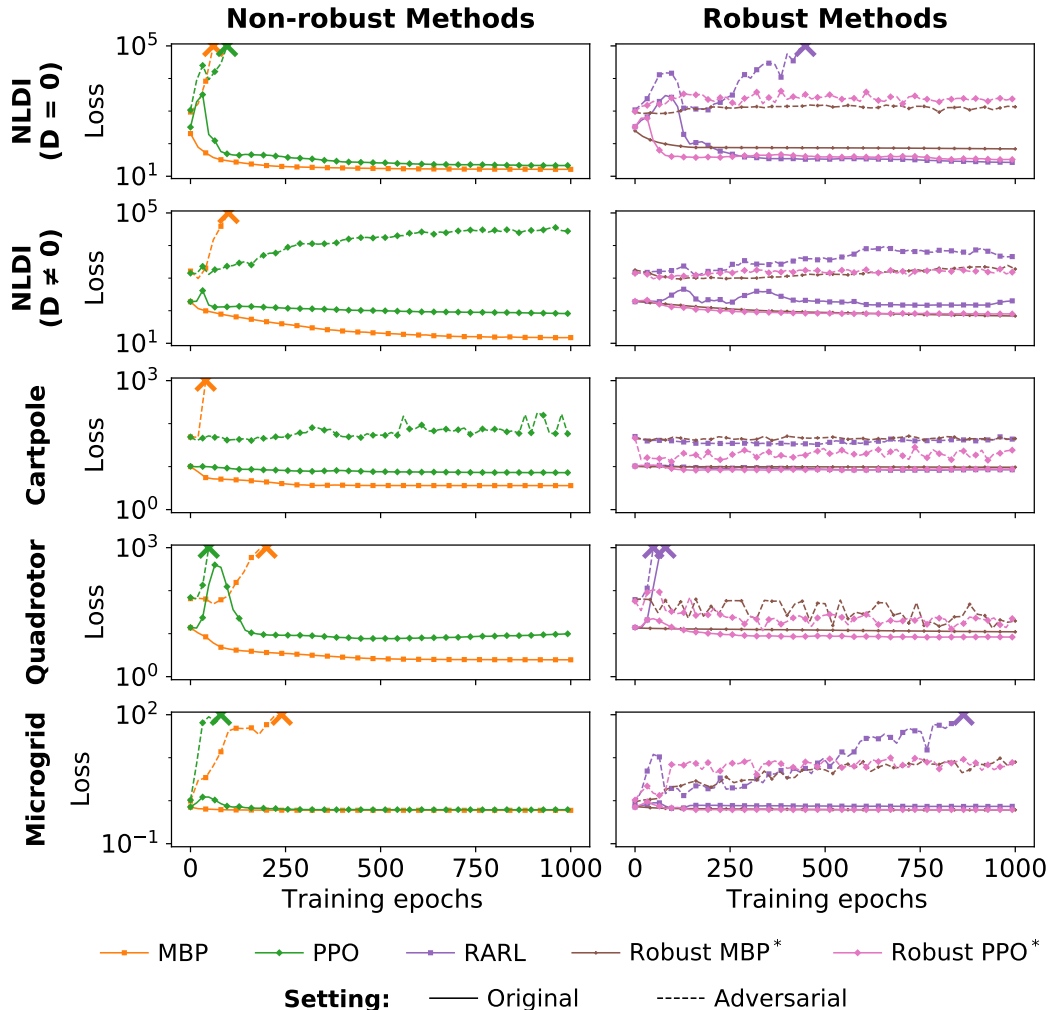 Non-robust Methods
Robust Methods
NLDI
(D = 0)
Loss
10^5
10^1
NLDI
(D ≠ 0)
Loss
10^5
10^1
Cartpole
Loss
10^3
10^0
Quadrotor
Loss
10^3
10^0
Microgrid
Loss
10^2
10^-1
0 250 500 750 1000
0 250 500 750 1000
Training epochs
Training epochs
MBP PPO RARL Robust MBP* Robust PPO*
Setting: Original Adversarial